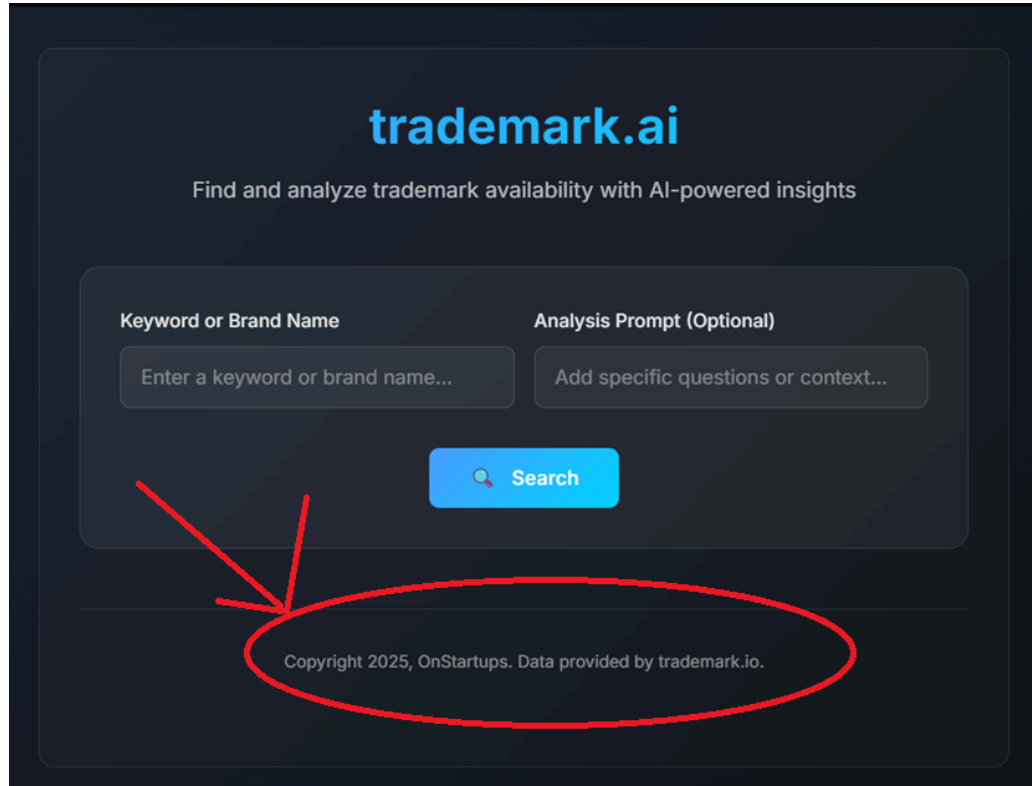 trademark.ai
Find and analyze trademark availability with AI-powered insights
Keyword or Brand Name
Enter a keyword or brand name...
Analysis Prompt (Optional)
Add specific questions or context...
Search
Copyright 2025, OnStartups. Data provided by trademark.io.